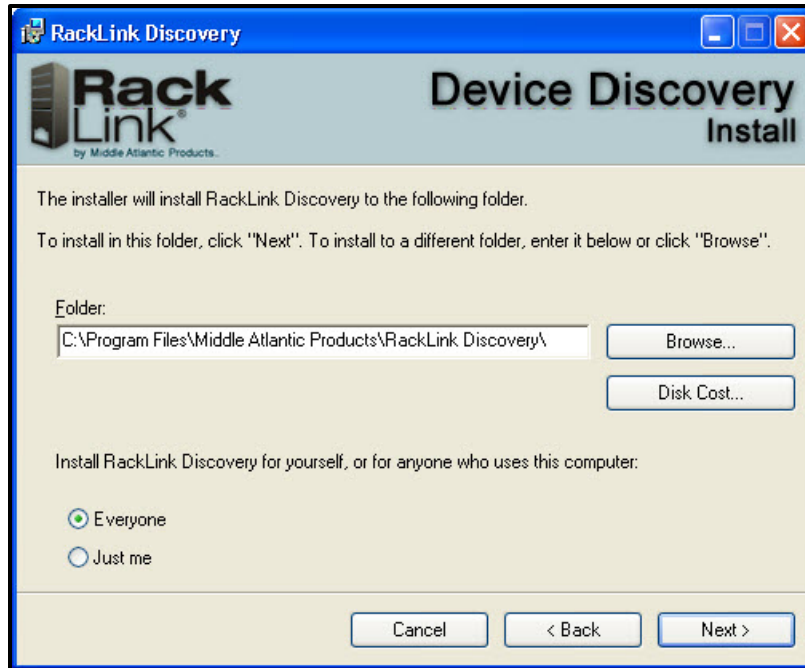 RackLink Discovery
Rack
Link®
by Middle Atlantic Products.
Device Discovery
Install
The installer will install RackLink Discovery to the following folder.
To install in this folder, click "Next". To install to a different folder, enter it below or click "Browse".
Folder:
C:\Program Files\Middle Atlantic Products\RackLink Discovery\
Browse...
Disk Cost...
Install RackLink Discovery for yourself, or for anyone who uses this computer:
Everyone
Just me
Cancel
< Back
Next >